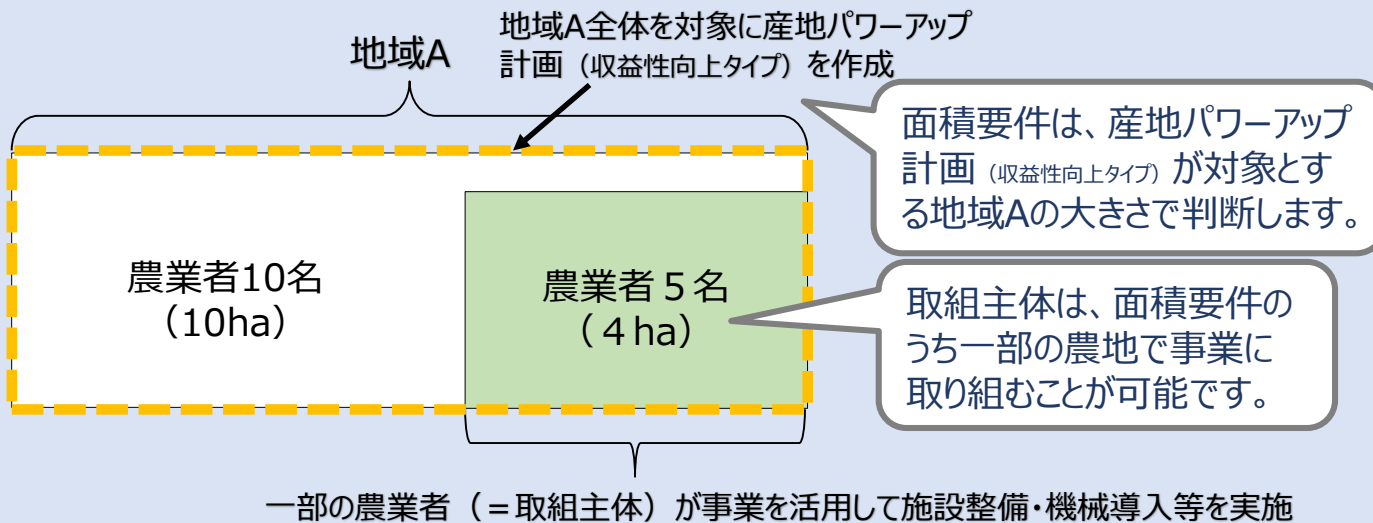 地域A
地域A全体を対象に産地パワーアップ
計画（収益性向上タイプ）を作成
面積要件は、産地パワーアップ
計画（収益性向上タイプ）が対象とす
る地域Aの大きさで判断します。
農業者10名
（10ha）
農業者５名
（４ha）
取組主体は、面積要件の
うち一部の農地で事業に
取り組むことが可能です。
一部の農業者（＝取組主体）が事業を活用して施設整備・機械導入等を実施